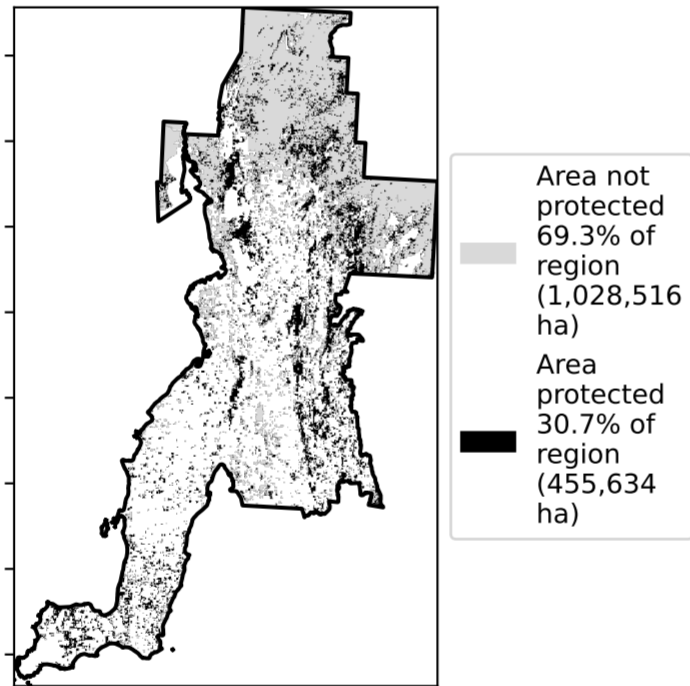 Area not
protected
69.3% of
region
(1,028,516
ha)
Area
protected
30.7% of
region
(455,634
ha)